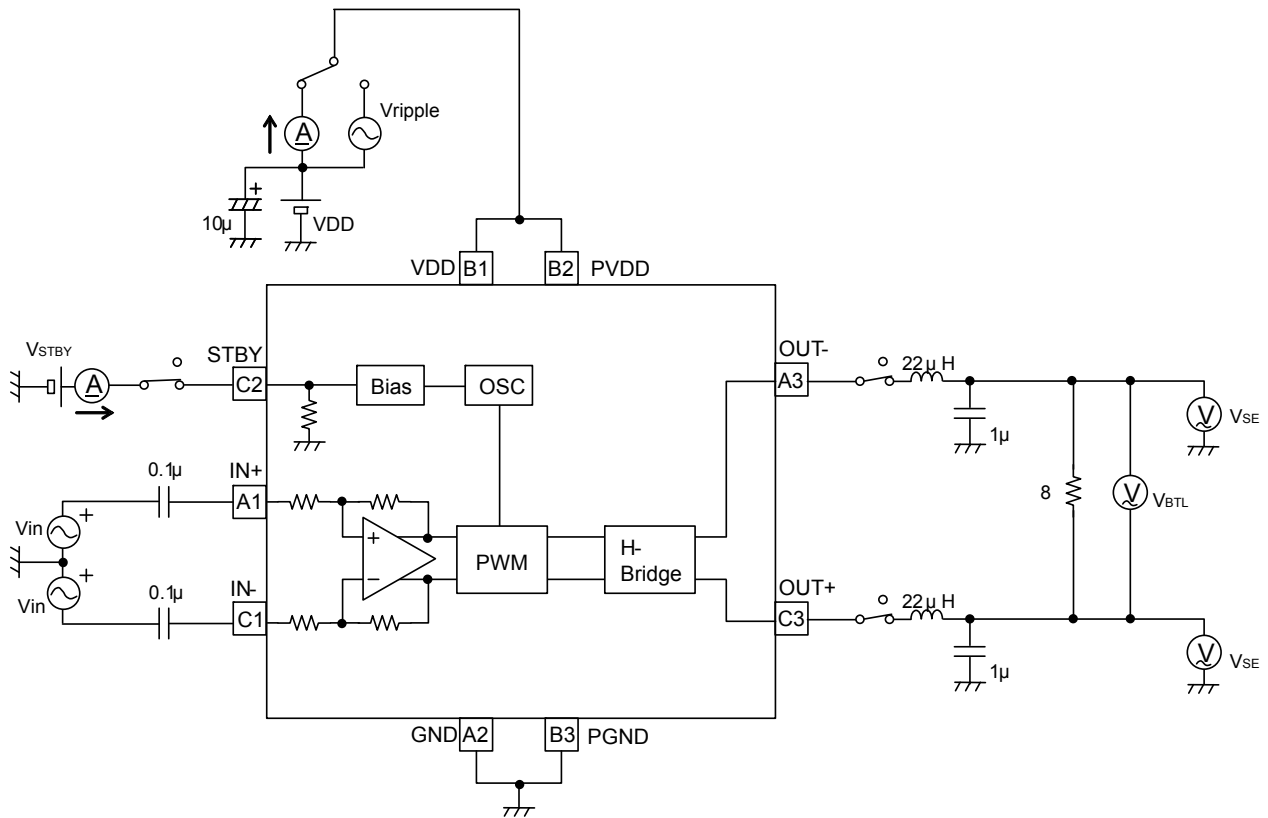 Vripple
A
+
10µ
VDD
VDD B1 B2 PVDD
VSTBY
A
STBY
C2
Bias
OSC
OUT-
A3
22µH
1µ
V
VSE
0.1µ
IN+
A1
Vin
+
+
Vin
0.1µ
IN-
C1
+
−
PWM
H-
Bridge
8
V
VBTL
OUT+
C3
22µH
1µ
V
VSE
GND A2 B3 PGND